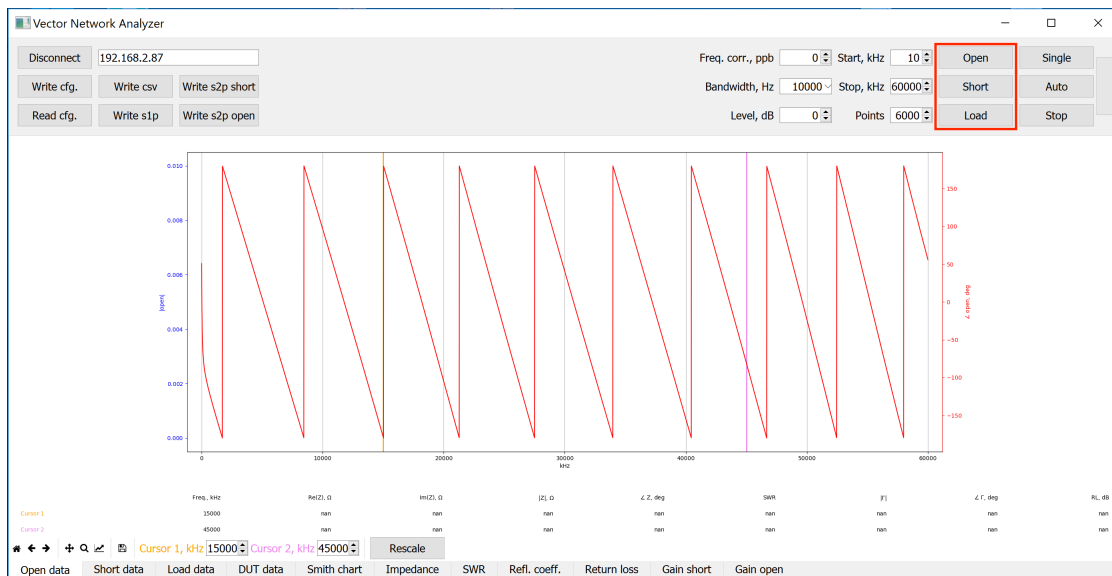 Vector Network Analyzer
Disconnect 192.168.2.87 Freq. corr., ppb 0 Start, kHz 10 Open Single
Write cfg. Write csv Write s2p short Bandwidth, Hz 10000 Stop, kHz 60000 Short Auto
Read cfg. Write s1p Write s2p open Level, dB 0 Points 6000 Load Stop
0.010
150
0.008
100
0.006
50
|open|
0
∠ open, deg
0.004
−50
−100
0.002
−150
0.000
0 10000 20000 30000 40000 50000 60000
kHz
Freq., kHz Re(Z), Ω Im(Z), Ω |Z|, Ω ∠ Z, deg SWR |Γ| ∠ Γ, deg RL, dB
Cursor 1 15000 nan nan nan nan nan nan nan nan
Cursor 2 45000 nan nan nan nan nan nan nan nan
Cursor 1, kHz 15000 Cursor 2, kHz 45000 Rescale
Open data Short data Load data DUT data Smith chart Impedance SWR Refl. coeff. Return loss Gain short Gain open